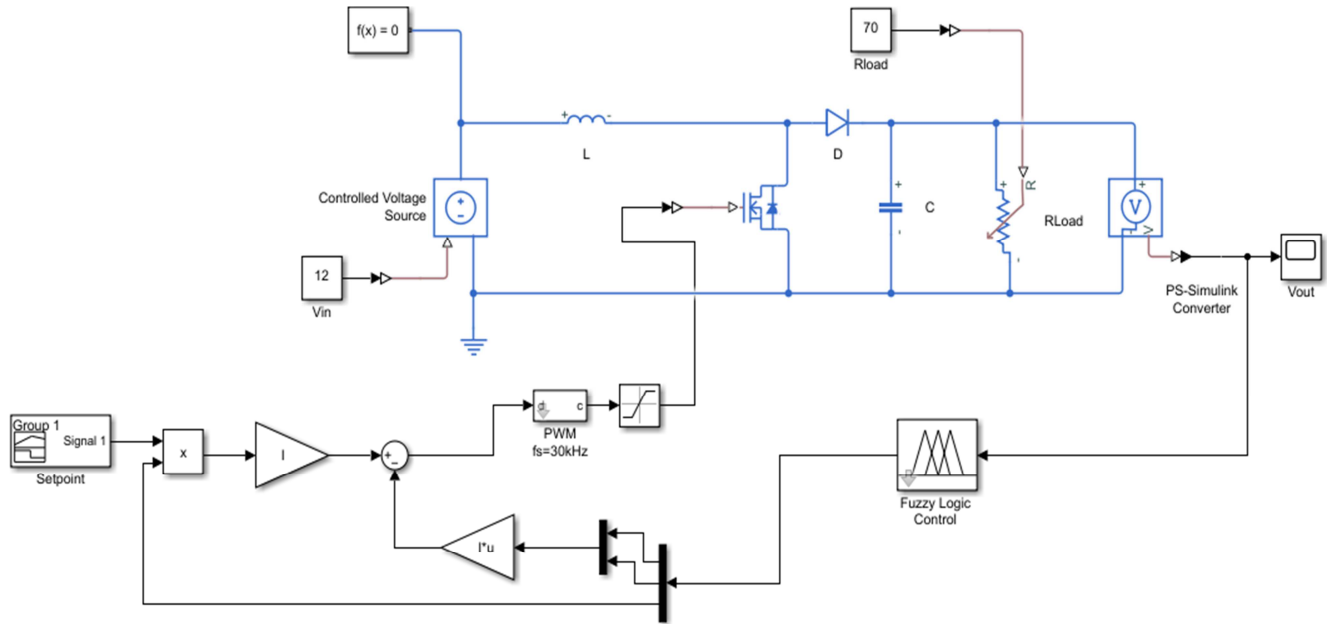 f(x) = 0
70
Rload
+
-
L
D
Controlled Voltage
Source
+
-
+
C
-
+
R
RLoad
-
+
V
-
V
12
Vin
PS-Simulink
Converter
Vout
Group 1
Signal 1
Setpoint
x
I
+
-
d
c
PWM
fs=30kHz
I*u
Fuzzy Logic
Control